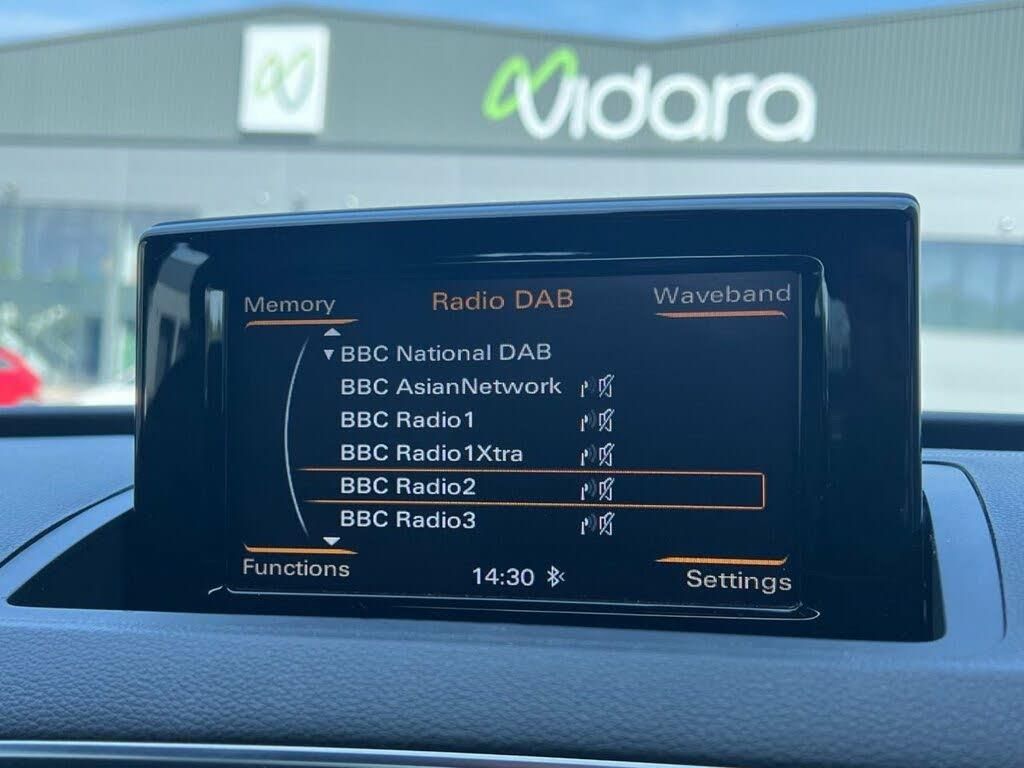 Vidara
Memory
Radio DAB
Waveband
BBC National DAB
BBC AsianNetwork
BBC Radio1
BBC Radio1Xtra
BBC Radio2
BBC Radio3
Functions
14:30
Settings